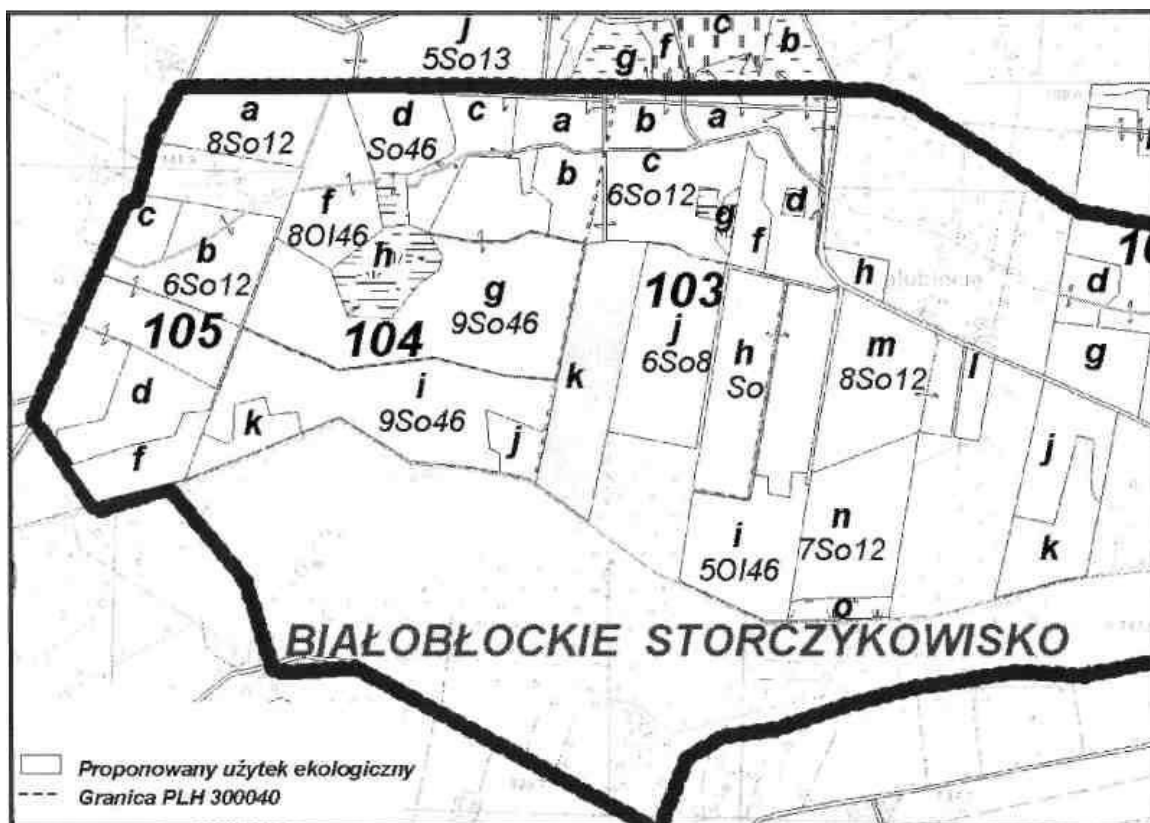 j
5So13
g
f
c
b
a
8So12
d
So46
c
a
b
a
c
b
6So12
f
8Ol46
h
b
c
6So12
g
f
d
h
g
9So46
105
104
103
j
6So8
h
So
k
m
8So12
l
d
g
10
d
f
k
i
9So46
j
i
5Ol46
n
7So12
o
j
k
BIAŁOBŁOCKIE STORCZYKOWISKO
Proponowany użytek ekologiczny
Granica PLH 300040